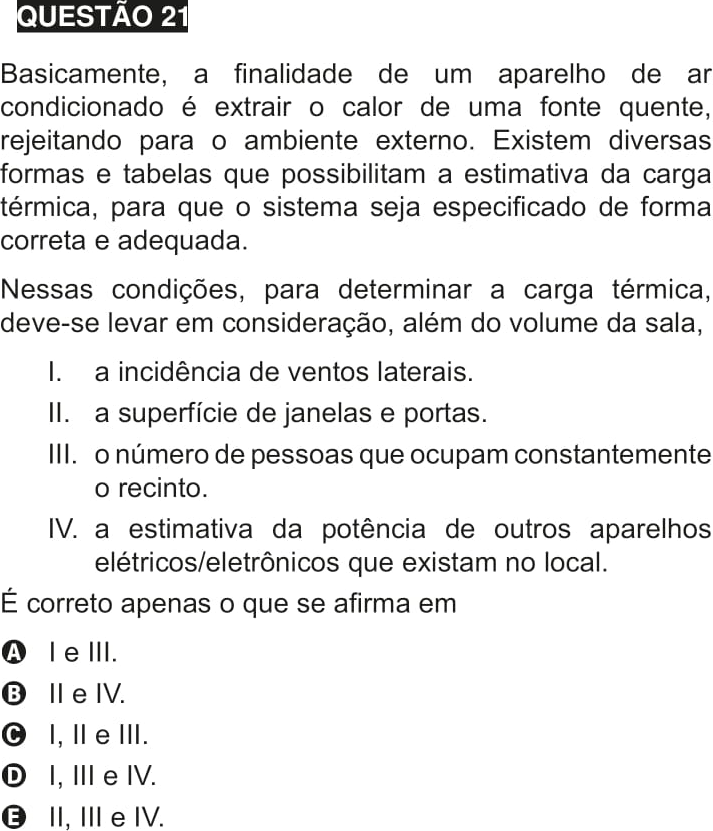 QUESTÃO 21
Basicamente, a finalidade de um aparelho de ar
condicionado é extrair o calor de uma fonte quente,
rejeitando para o ambiente externo. Existem diversas
formas e tabelas que possibilitam a estimativa da carga
térmica, para que o sistema seja especificado de forma
correta e adequada.
Nessas condições, para determinar a carga térmica,
deve-se levar em consideração, além do volume da sala,
I. a incidência de ventos laterais.
II. a superfície de janelas e portas.
III. o número de pessoas que ocupam constantemente
o recinto.
IV. a estimativa da potência de outros aparelhos
elétricos/eletrônicos que existam no local.
É correto apenas o que se afirma em
A I e III.
B II e IV.
C I, II e III.
D I, III e IV.
E II, III e IV.